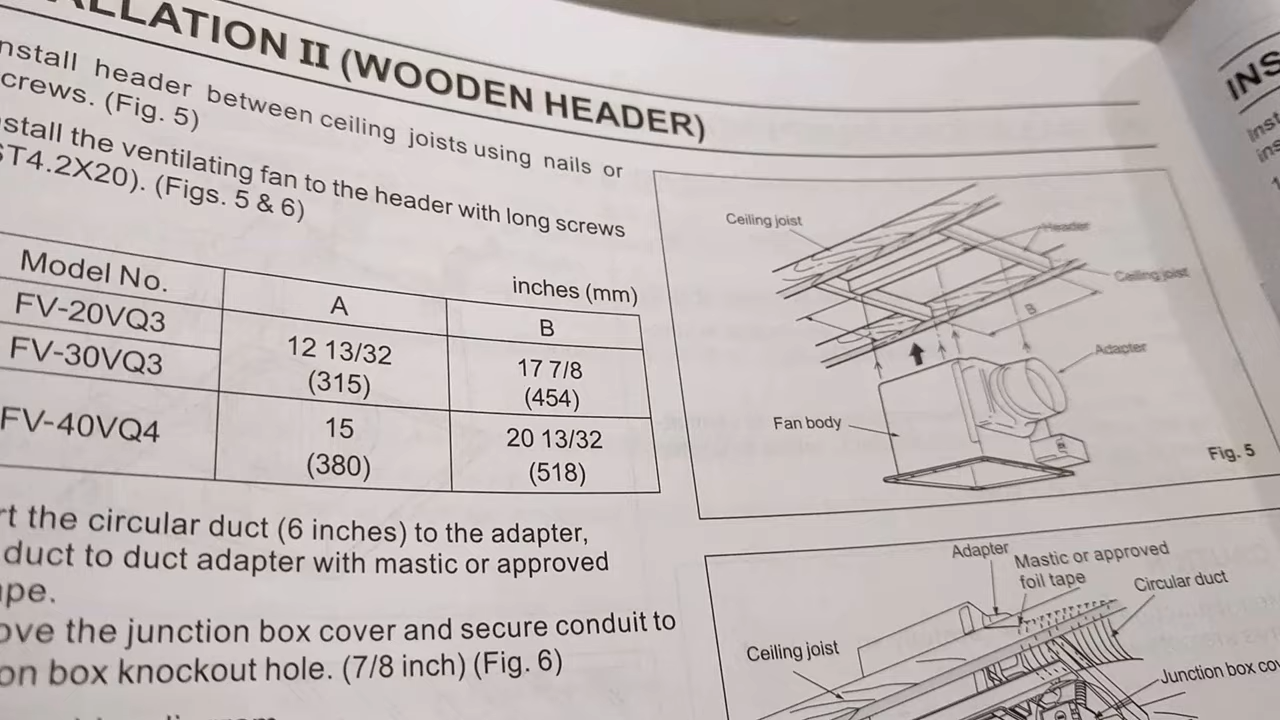 ALLATION II (WOODEN HEADER)
nstall header between ceiling joists using nails or
crews. (Fig. 5)
stall the ventilating fan to the header with long screws
ST4.2X20). (Figs. 5 & 6)
inches (mm)
Model No.
A
B
FV-20VQ3
FV-30VQ3
12 13/32
(315)
17 7/8
(454)
FV-40VQ4
15
(380)
20 13/32
(518)
rt the circular duct (6 inches) to the adapter,
duct to duct adapter with mastic or approved
ape.
ove the junction box cover and secure conduit to
on box knockout hole. (7/8 inch) (Fig. 6)
Ceiling joist
Header
Ceiling joist
B
Adapter
Fan body
Fig. 5
Adapter
Mastic or approved
foil tape
Circular duct
Ceiling joist
Junction box co
INS
Inst
ins